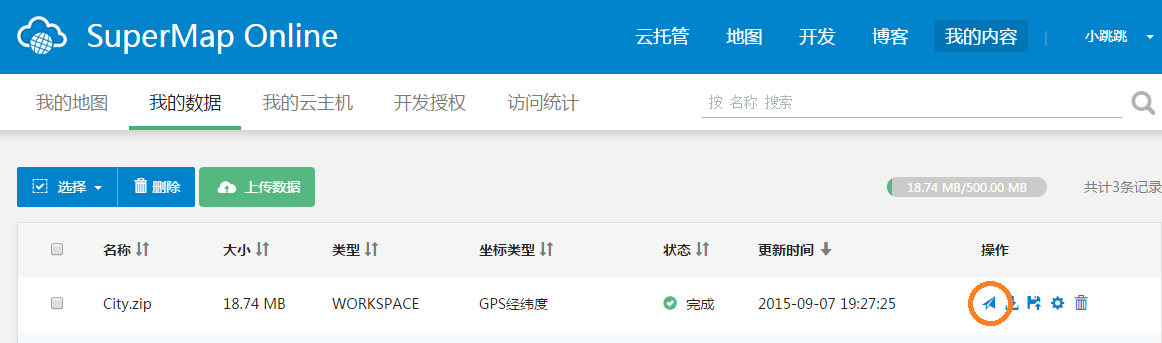 SuperMap Online 云托管 地图 开发 博客 我的内容 小跳跳
我的地图 我的数据 我的云主机 开发授权 访问统计 按 名称 搜索
选择 删除 上传数据 18.74 MB/500.00 MB 共计3条记录
名称 大小 类型 坐标类型 状态 更新时间 操作
City.zip 18.74 MB WORKSPACE GPS经纬度 完成 2015-09-07 19:27:25